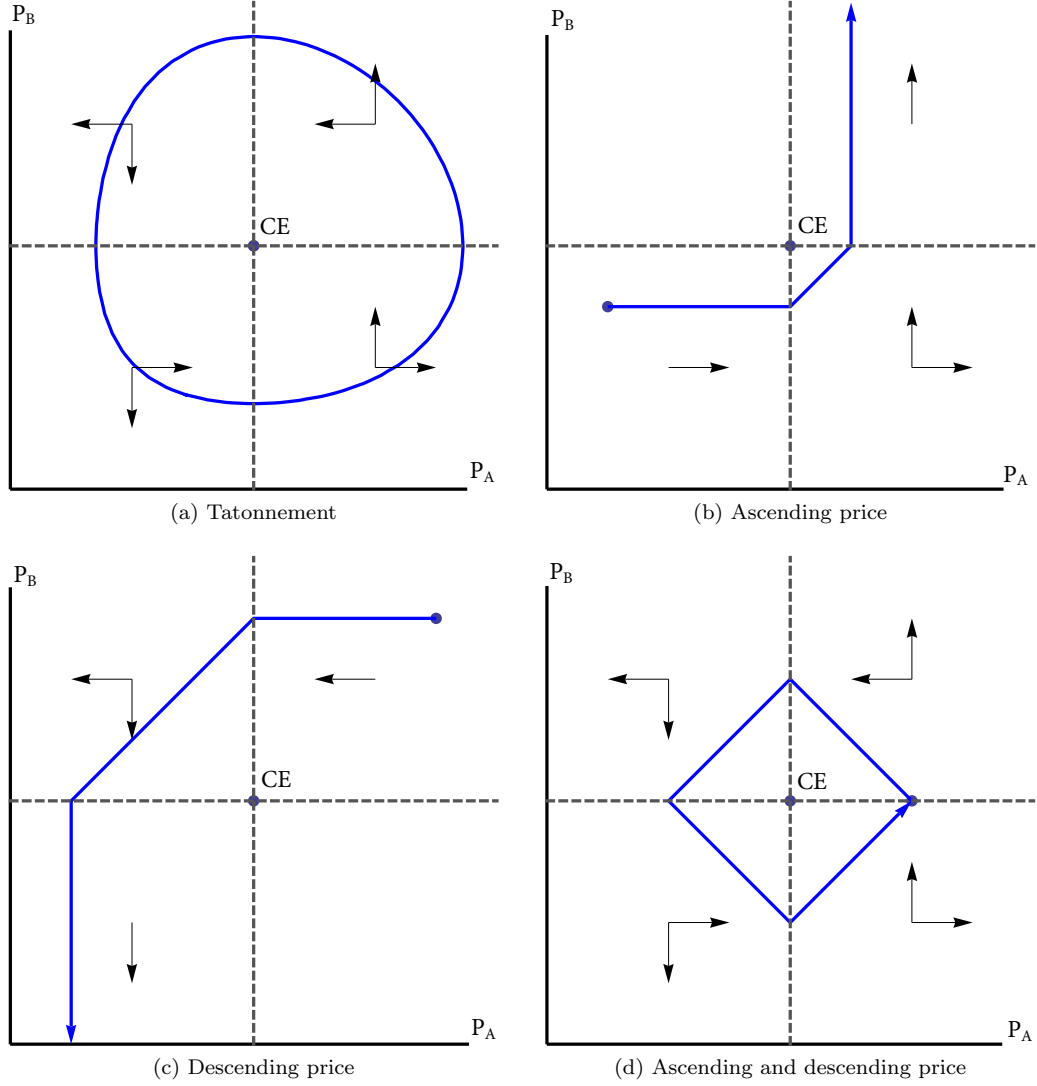 P_B
CE
P_A
(a) Tatonnement
P_B
CE
P_A
(b) Ascending price
P_B
CE
P_A
(c) Descending price
P_B
CE
P_A
(d) Ascending and descending price